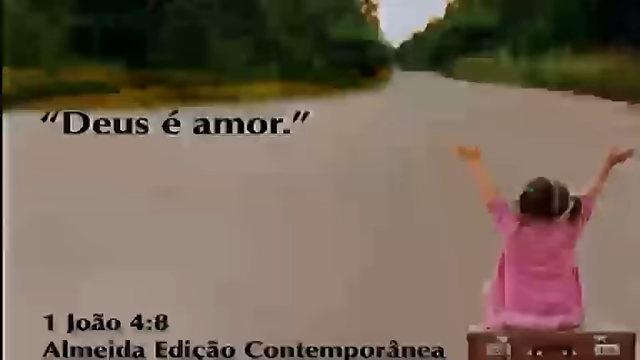 “Deus é amor.”
1 João 4:8
Almeida Edição Contemporânea